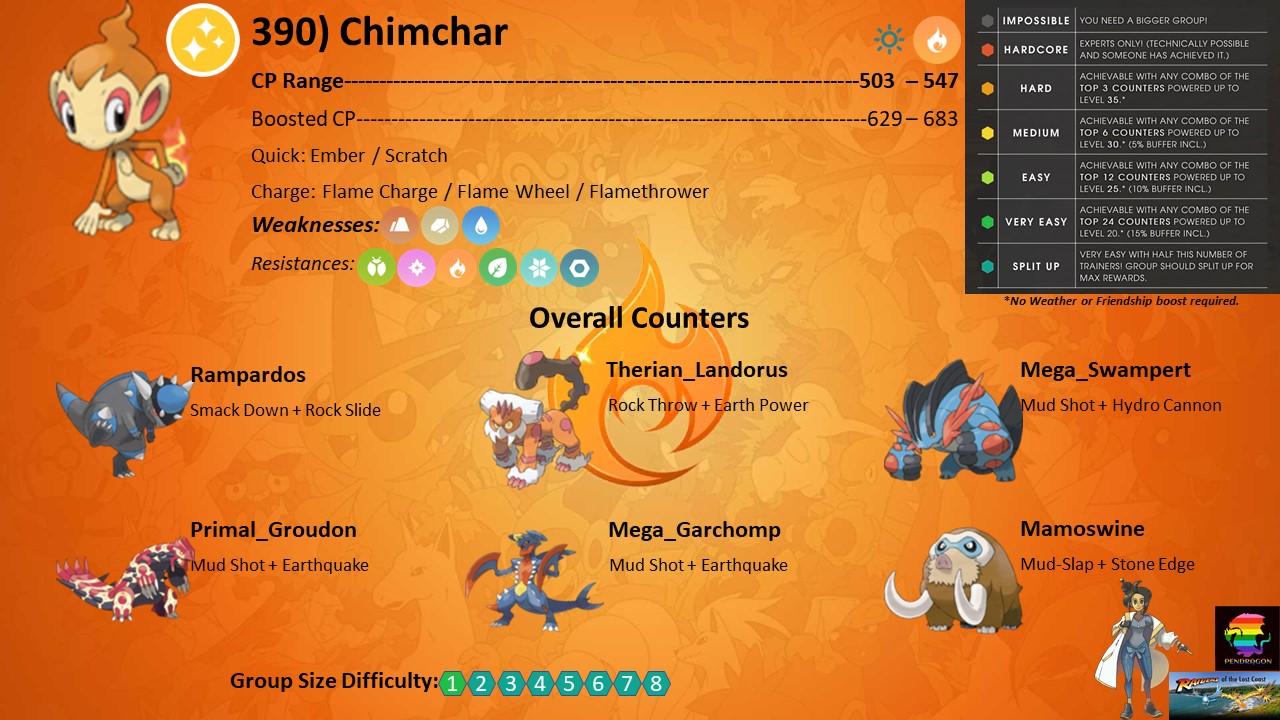 390) Chimchar
CP Range------------------------------------------------------------------------503 – 547
Boosted CP-----------------------------------------------------------------------629 – 683
Quick: Ember / Scratch
Charge: Flame Charge / Flame Wheel / Flamethrower
Weaknesses:
Resistances:
IMPOSSIBLE YOU NEED A BIGGER GROUP!
HARDCORE EXPERTS ONLY! (TECHNICALLY POSSIBLE
AND SOMEONE HAS ACHIEVED IT.)
HARD ACHIEVABLE WITH ANY COMBO OF THE
TOP 3 COUNTERS POWERED UP TO
LEVEL 35.*
MEDIUM ACHIEVABLE WITH ANY COMBO OF THE
TOP 6 COUNTERS POWERED UP TO
LEVEL 30.* (5% BUFFER INCL.)
EASY ACHIEVABLE WITH ANY COMBO OF THE
TOP 12 COUNTERS POWERED UP TO
LEVEL 25.* (10% BUFFER INCL.)
VERY EASY ACHIEVABLE WITH ANY COMBO OF THE
TOP 24 COUNTERS POWERED UP TO
LEVEL 20.* (15% BUFFER INCL.)
SPLIT UP VERY EASY WITH HALF THIS NUMBER OF
TRAINERS! GROUP SHOULD SPLIT UP FOR
MAX REWARDS.
*No Weather or Friendship boost required.
Overall Counters
Rampardos
Smack Down + Rock Slide
Therian_Landorus
Rock Throw + Earth Power
Mega_Swampert
Mud Shot + Hydro Cannon
Primal_Groudon
Mud Shot + Earthquake
Mega_Garchomp
Mud Shot + Earthquake
Mamoswine
Mud-Slap + Stone Edge
Group Size Difficulty: 1 2 3 4 5 6 7 8
PENDRAGON
RAIDERS of the Lost Coast